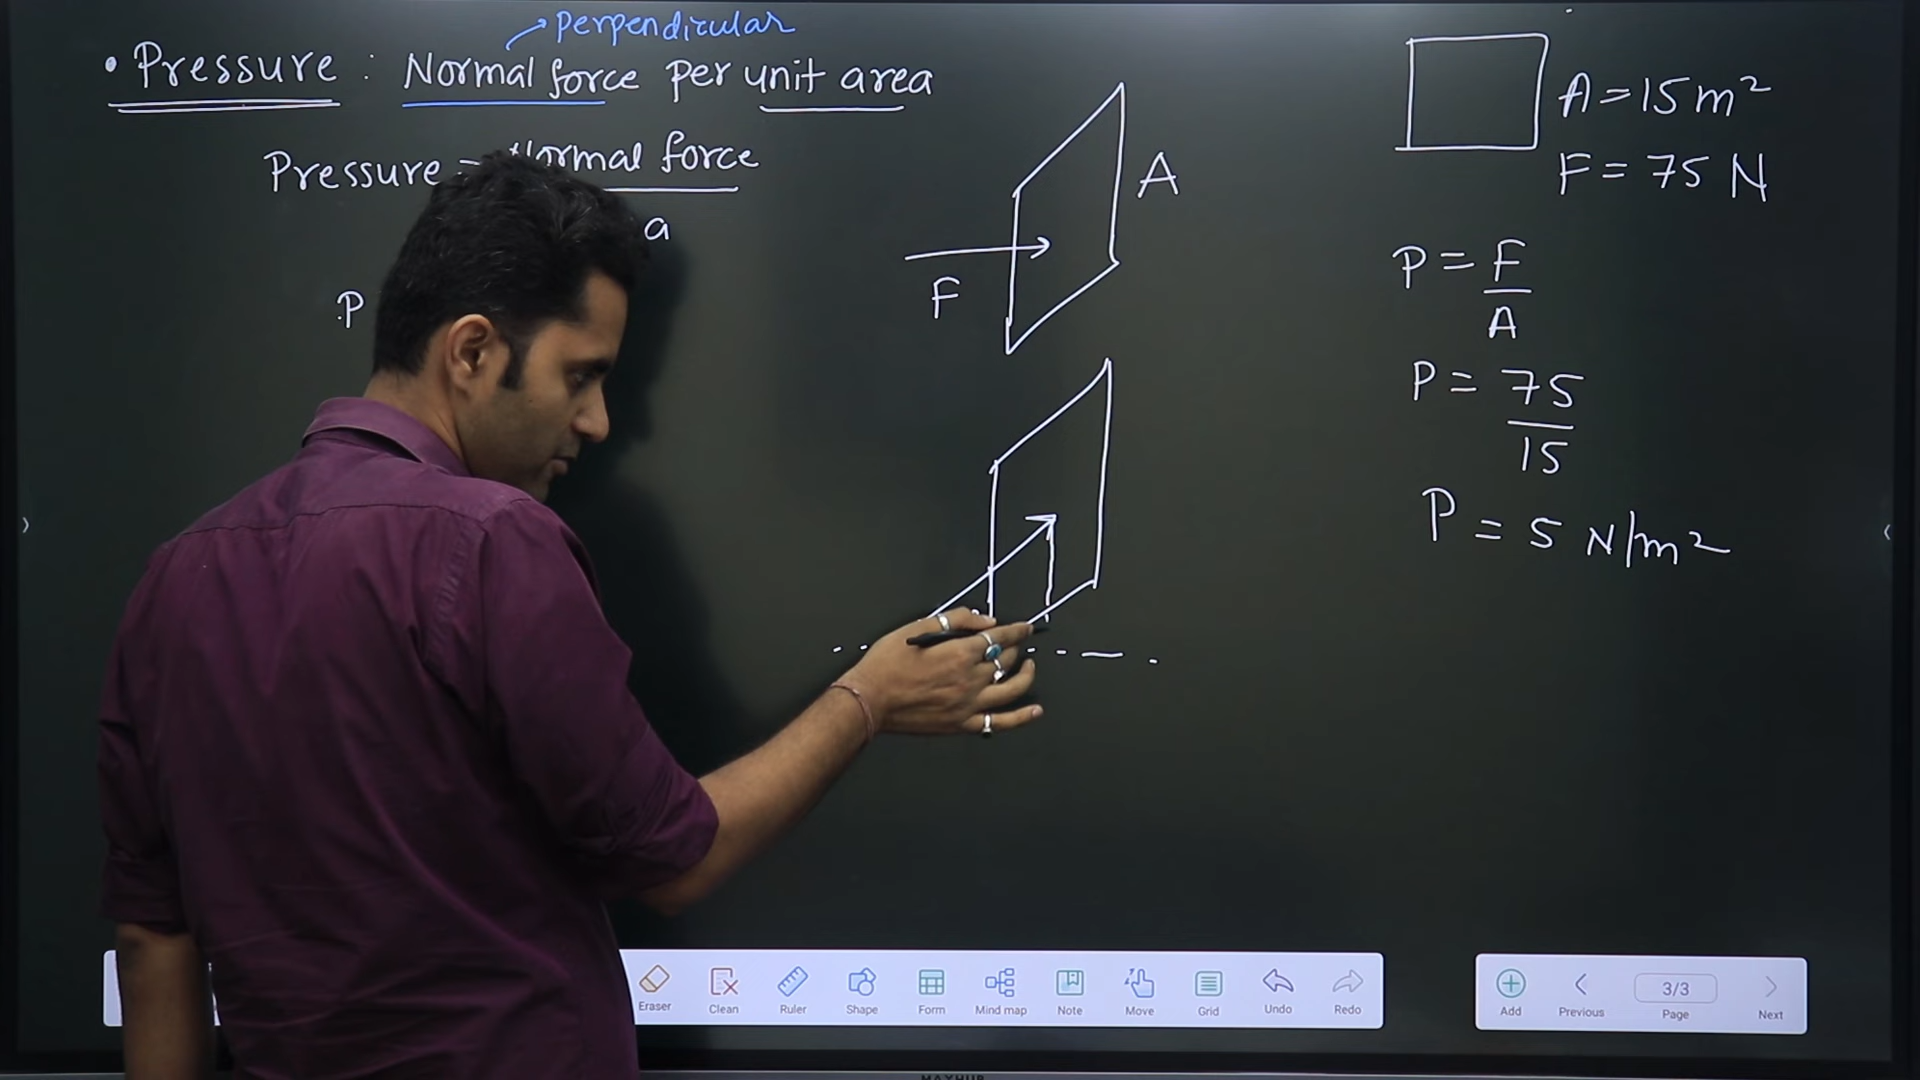 perpendicular
• Pressure : Normal force per unit area
Pressure = Normal force
a
P
F
A
A = 15 m²
F = 75 N
P = F
A
P = 75
15
P = 5 N/m²
Eraser Clean Ruler Shape Form Mind map Note Move Grid Undo Redo
Add Previous 3/3 Page Next